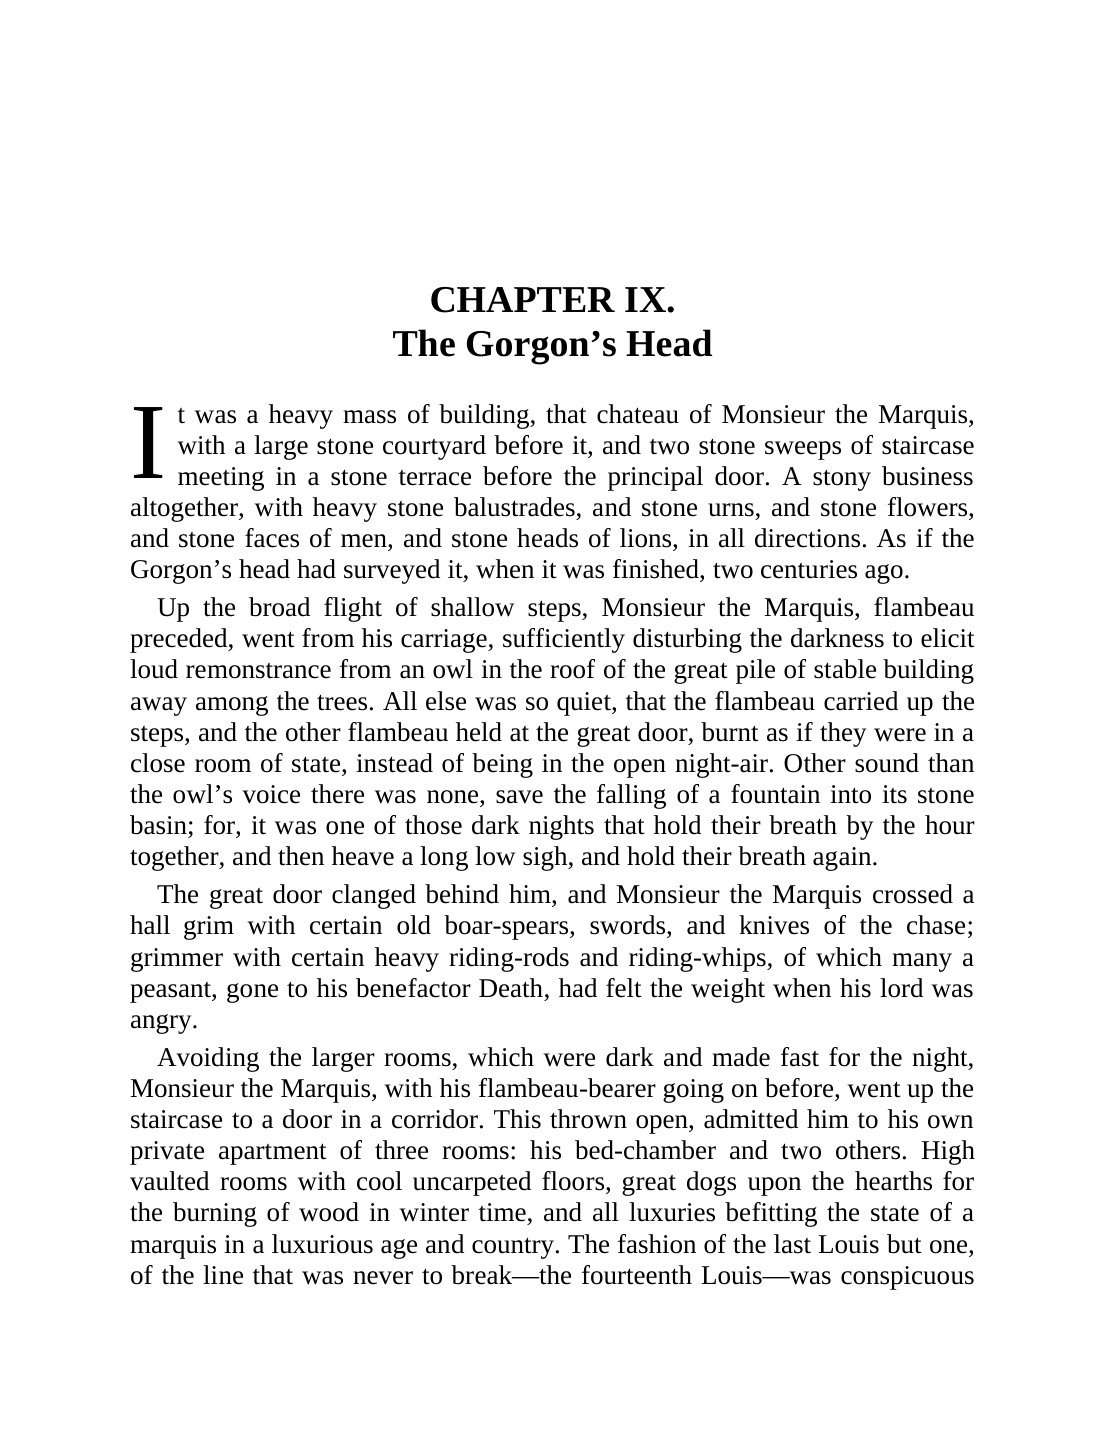 CHAPTER IX.
The Gorgon’s Head
It was a heavy mass of building, that chateau of Monsieur the Marquis,
with a large stone courtyard before it, and two stone sweeps of staircase
meeting in a stone terrace before the principal door. A stony business
altogether, with heavy stone balustrades, and stone urns, and stone flowers,
and stone faces of men, and stone heads of lions, in all directions. As if the
Gorgon’s head had surveyed it, when it was finished, two centuries ago.
Up the broad flight of shallow steps, Monsieur the Marquis, flambeau
preceded, went from his carriage, sufficiently disturbing the darkness to elicit
loud remonstrance from an owl in the roof of the great pile of stable building
away among the trees. All else was so quiet, that the flambeau carried up the
steps, and the other flambeau held at the great door, burnt as if they were in a
close room of state, instead of being in the open night-air. Other sound than
the owl’s voice there was none, save the falling of a fountain into its stone
basin; for, it was one of those dark nights that hold their breath by the hour
together, and then heave a long low sigh, and hold their breath again.
The great door clanged behind him, and Monsieur the Marquis crossed a
hall grim with certain old boar-spears, swords, and knives of the chase;
grimmer with certain heavy riding-rods and riding-whips, of which many a
peasant, gone to his benefactor Death, had felt the weight when his lord was
angry.
Avoiding the larger rooms, which were dark and made fast for the night,
Monsieur the Marquis, with his flambeau-bearer going on before, went up the
staircase to a door in a corridor. This thrown open, admitted him to his own
private apartment of three rooms: his bed-chamber and two others. High
vaulted rooms with cool uncarpeted floors, great dogs upon the hearths for
the burning of wood in winter time, and all luxuries befitting the state of a
marquis in a luxurious age and country. The fashion of the last Louis but one,
of the line that was never to break—the fourteenth Louis—was conspicuous